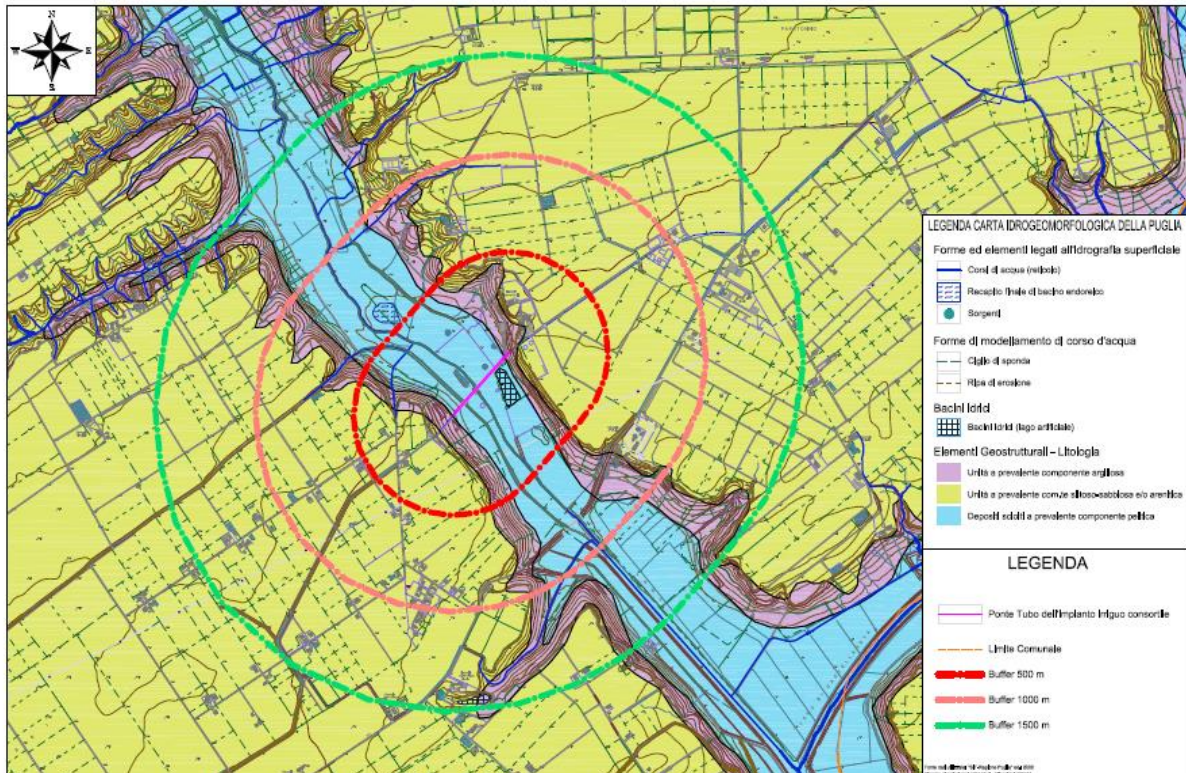 N
LEGENDA CARTA IDROGEOMORFOLOGICA DELLA PUGLIA
Forme ed elementi legati all'idrografia superficiale
Corsi di acqua (reticolo)
Recapito finale di bacino endoreico
Sorgenti
Forme di modellamento di corso d'acqua
Ciglio di sponda
Ripa di erosione
Bacini idrici
Bacini idrici (lago artificiale)
Elementi Geostrutturali – Litologia
Unità a prevalente componente argillosa
Unità a prevalente com.te siltoso-sabbiosa e/o arenitica
Depositi sciolti a prevalente componente pelitica
LEGENDA
Ponte Tubo dell'Impianto Irriguo consortile
Limite Comunale
Buffer 500 m
Buffer 1000 m
Buffer 1500 m